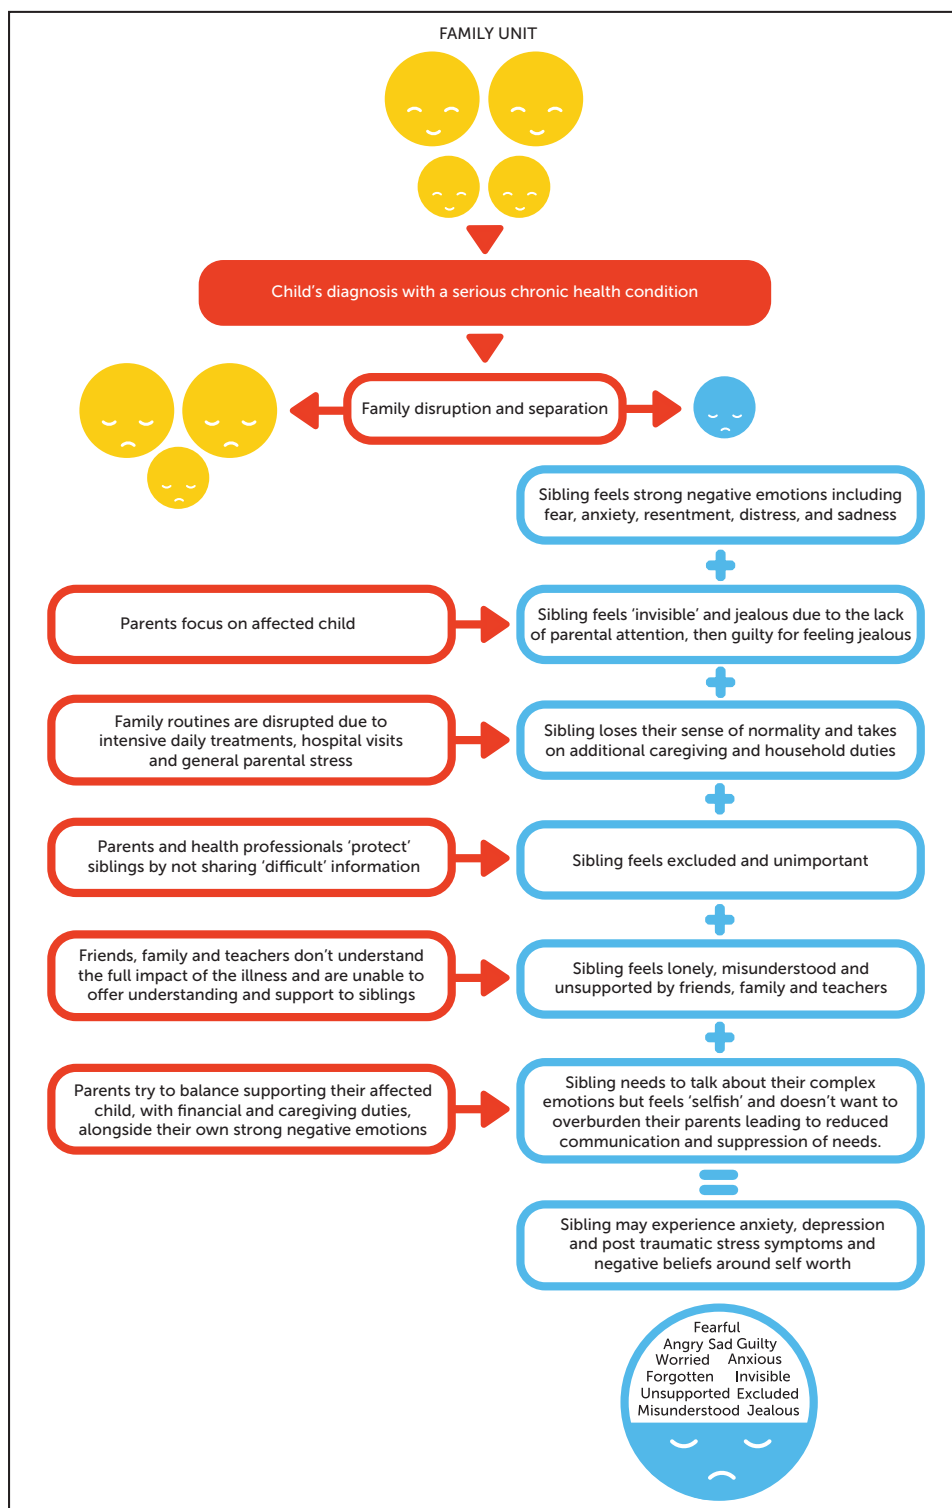 FAMILY UNIT
Child’s diagnosis with a serious chronic health condition
Family disruption and separation
Sibling feels strong negative emotions including
fear, anxiety, resentment, distress, and sadness
Parents focus on affected child
Sibling feels ‘invisible’ and jealous due to the lack
of parental attention, then guilty for feeling jealous
Family routines are disrupted due to
intensive daily treatments, hospital visits
and general parental stress
Sibling loses their sense of normality and takes
on additional caregiving and household duties
Parents and health professionals ‘protect’
siblings by not sharing ‘difficult’ information
Sibling feels excluded and unimportant
Friends, family and teachers don’t understand
the full impact of the illness and are unable to
offer understanding and support to siblings
Sibling feels lonely, misunderstood and
unsupported by friends, family and teachers
Parents try to balance supporting their affected
child, with financial and caregiving duties,
alongside their own strong negative emotions
Sibling needs to talk about their complex
emotions but feels ‘selfish’ and doesn’t want to
overburden their parents leading to reduced
communication and suppression of needs.
Sibling may experience anxiety, depression
and post traumatic stress symptoms and
negative beliefs around self worth
Fearful
Angry Sad Guilty
Worried Anxious
Forgotten Invisible
Unsupported Excluded
Misunderstood Jealous